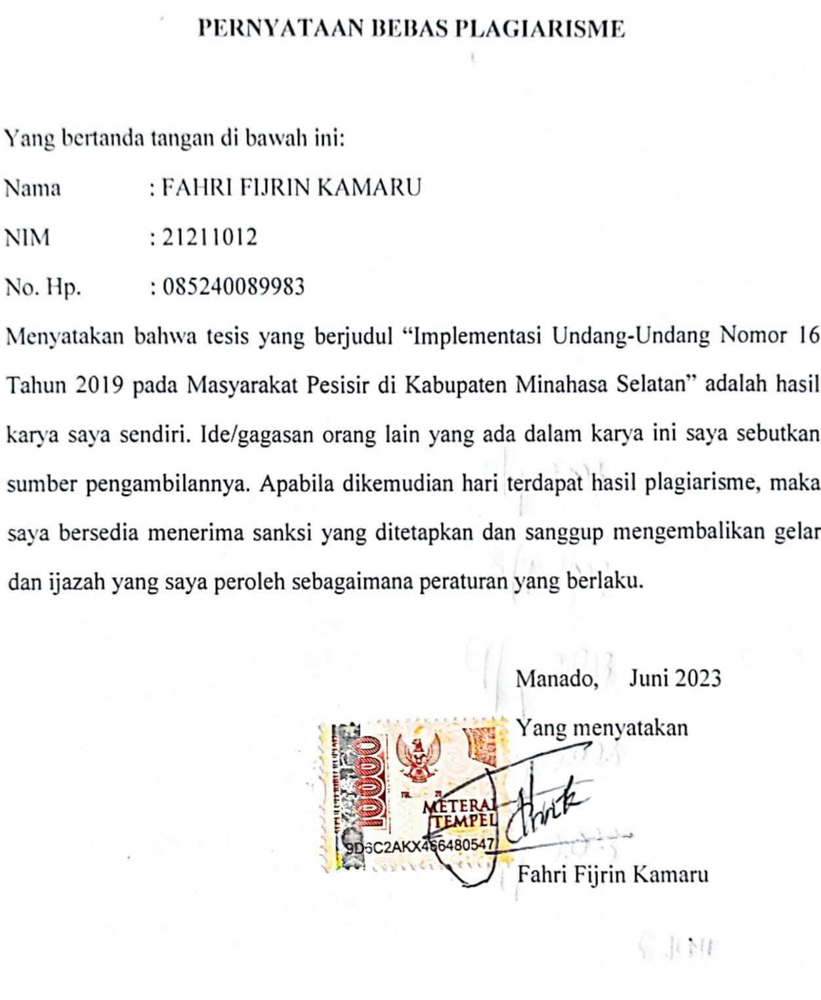 PERNYATAAN BEBAS PLAGIARISME
Yang bertanda tangan di bawah ini:
Nama : FAHRI FIJRIN KAMARU
NIM : 21211012
No. Hp. : 085240089983
Menyatakan bahwa tesis yang berjudul “Implementasi Undang-Undang Nomor 16
Tahun 2019 pada Masyarakat Pesisir di Kabupaten Minahasa Selatan” adalah hasil
karya saya sendiri. Ide/gagasan orang lain yang ada dalam karya ini saya sebutkan
sumber pengambilannya. Apabila dikemudian hari terdapat hasil plagiarisme, maka
saya bersedia menerima sanksi yang ditetapkan dan sanggup mengembalikan gelar
dan ijazah yang saya peroleh sebagaimana peraturan yang berlaku.
Manado, Juni 2023
Yang menyatakan
10000
METERAI
TEMPEL
9D6C2AKX466480547
Fahri Fijrin Kamaru